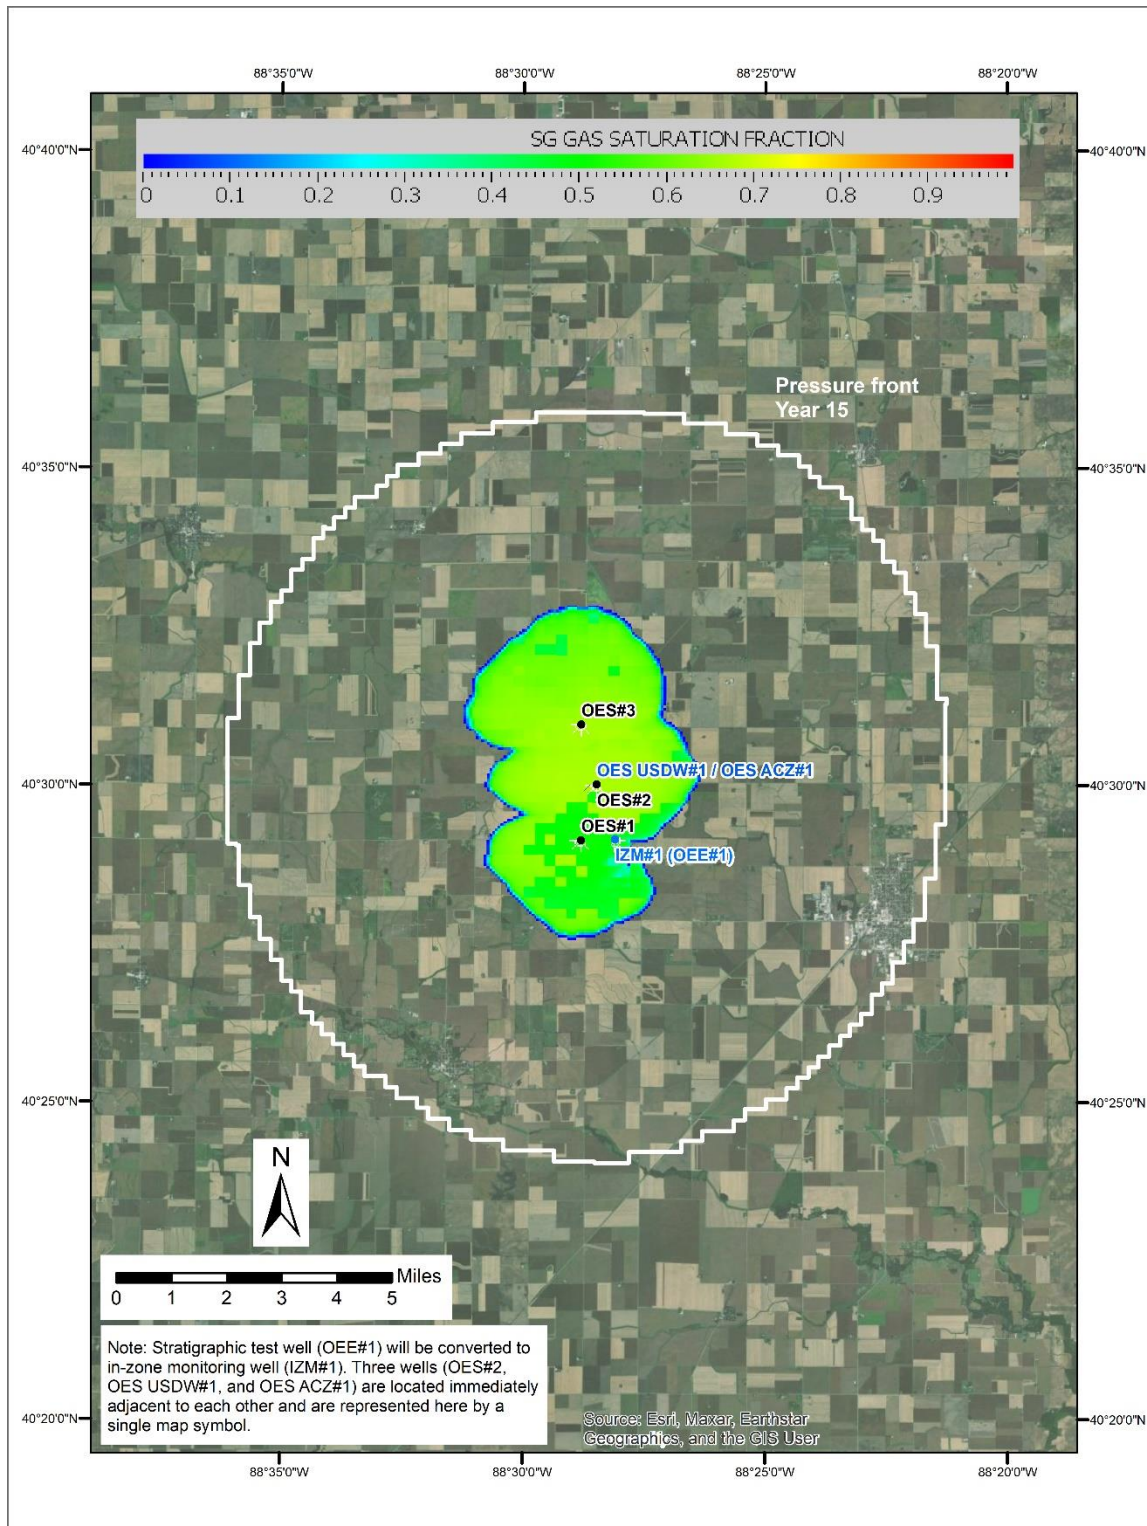 88°35'0"W 88°30'0"W 88°25'0"W 88°20'0"W
40°40'0"N 40°40'0"N
SG GAS SATURATION FRACTION
0 0.1 0.2 0.3 0.4 0.5 0.6 0.7 0.8 0.9
Pressure front
Year 15
40°35'0"N 40°35'0"N
OES#3
OES USDW#1 / OES ACZ#1
40°30'0"N 40°30'0"N
OES#2
OES#1
IZM#1 (OEE#1)
40°25'0"N 40°25'0"N
N
Miles
0 1 2 3 4 5
Note: Stratigraphic test well (OEE#1) will be converted to
in-zone monitoring well (IZM#1). Three wells (OES#2,
OES USDW#1, and OES ACZ#1) are located immediately
adjacent to each other and are represented here by a
single map symbol.
40°20'0"N 40°20'0"N
Source: Esri, Maxar, Earthstar
Geographics, and the GIS User
88°35'0"W 88°30'0"W 88°25'0"W 88°20'0"W